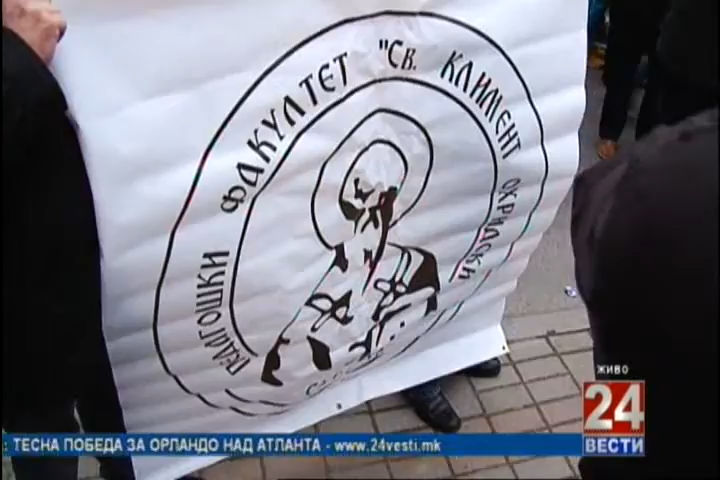 ПЕДАГОШКИ ФАКУЛТЕТ "СВ. КЛИМЕНТ ОХРИДСКИ
живо
24
ВЕСТИ
: ТЕСНА ПОБЕДА ЗА ОРЛАНДО НАД АТЛАНТА - www.24vesti.mk